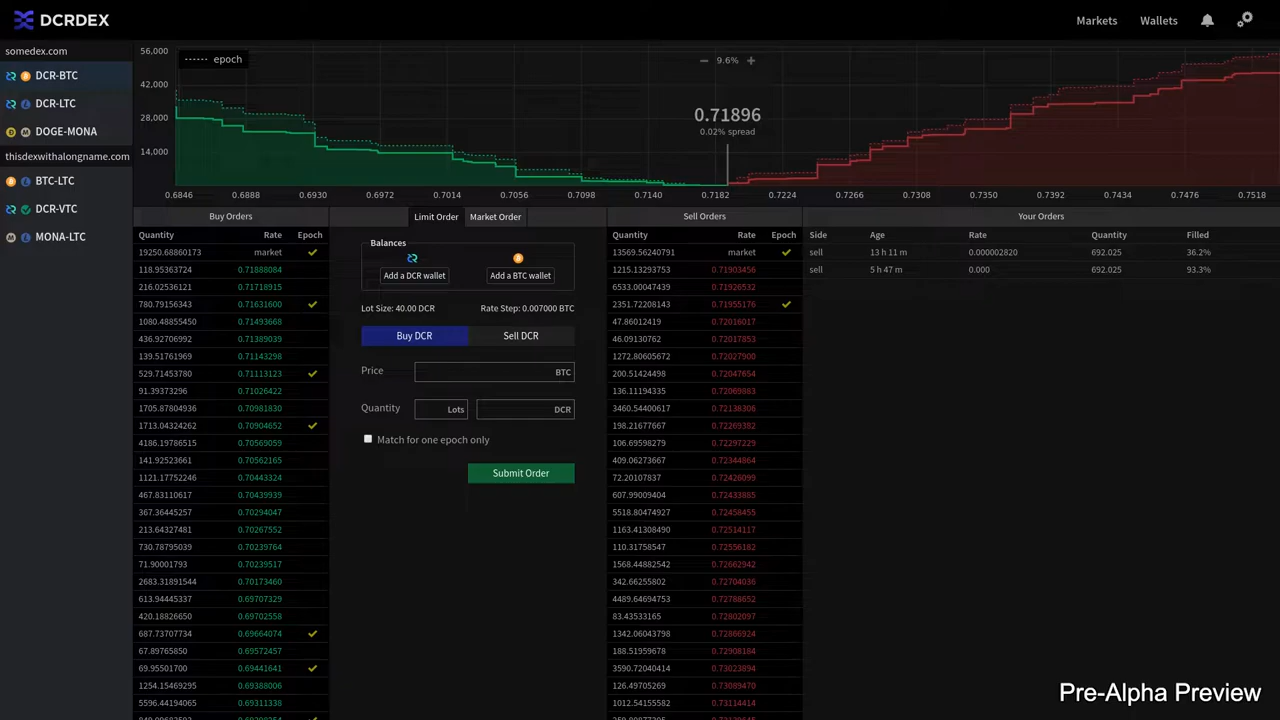 DCRDEX
Markets Wallets
somedex.com
DCR-BTC
DCR-LTC
DOGE-MONA
thisdexwithalongname.com
BTC-LTC
DCR-VTC
MONA-LTC
56,000
42,000
28,000
14,000
epoch
9.6%
0.71896
0.02% spread
0.6846 0.6888 0.6930 0.6972 0.7014 0.7056 0.7098 0.7140 0.7182 0.7224 0.7266 0.7308 0.7350 0.7392 0.7434 0.7476 0.7518
Buy Orders
Quantity Rate Epoch
19250.68860173 market
118.95363724 0.71888084
216.02536121 0.71718915
780.79156343 0.71631600
1080.48855450 0.71493668
436.92706992 0.71389039
139.51761969 0.71143298
529.71453780 0.71113123
91.39373296 0.71026422
1705.87804936 0.70981830
1713.04324262 0.70904652
4186.19786515 0.70569059
141.92523661 0.70562165
1121.17752246 0.70443324
467.83110617 0.70439939
367.36445257 0.70294047
213.64327481 0.70267552
730.78795039 0.70239764
71.90001793 0.70239517
2683.31891544 0.70173460
613.94445337 0.69707329
420.18826650 0.69702558
687.73707734 0.69664074
67.89765850 0.69572457
69.95501700 0.69441641
1254.15469295 0.69388006
5596.44194065 0.69311338
Limit Order Market Order
Balances
Add a DCR wallet Add a BTC wallet
Lot Size: 40.00 DCR Rate Step: 0.007000 BTC
Buy DCR Sell DCR
Price BTC
Quantity Lots DCR
Match for one epoch only
Submit Order
Sell Orders
Quantity Rate Epoch
13569.56240791 market
1215.13293753 0.71903456
6533.00047439 0.71926532
2351.72208143 0.71955176
47.86012419 0.72016017
46.09130762 0.72017853
1272.80605672 0.72027900
200.51424498 0.72047654
136.11194335 0.72069883
3460.54400617 0.72138306
198.21677667 0.72269382
106.69598279 0.72297229
409.06273667 0.72344864
72.20107837 0.72426099
607.99009404 0.72433865
5518.80474927 0.72458455
1163.41308490 0.72514117
110.31758547 0.72556182
1568.44882542 0.72662942
342.66255802 0.72704036
4489.64694753 0.72788652
83.43533165 0.72802097
1342.06043798 0.72866924
188.51959678 0.72908184
3590.72040414 0.73023894
126.49705269 0.73089470
1012.54155582 0.73114414
Your Orders
Side Age Rate Quantity Filled
sell 13 h 11 m 0.000002820 692.025 36.2%
sell 5 h 47 m 0.000 692.025 93.3%
Pre-Alpha Preview